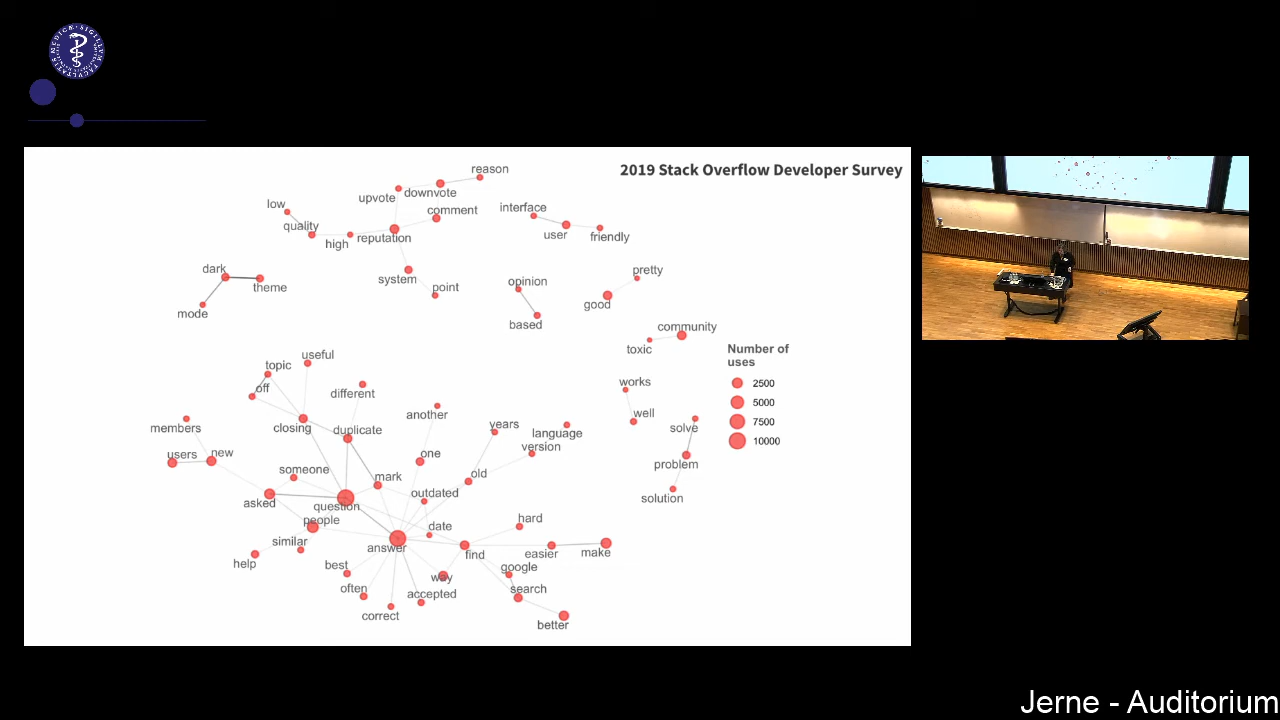 2019 Stack Overflow Developer Survey
reason
upvote
downvote
low
comment
interface
quality
high
reputation
user
friendly
dark
theme
system
point
opinion
pretty
mode
good
based
community
toxic
Number of
uses
2500
5000
7500
10000
topic
useful
off
different
works
another
well
members
closing
duplicate
years
language
solve
version
users
new
someone
mark
one
old
problem
asked
question
outdated
solution
people
date
hard
similar
answer
find
easier
make
help
best
way
google
often
accepted
search
correct
better
Jerne - Auditorium